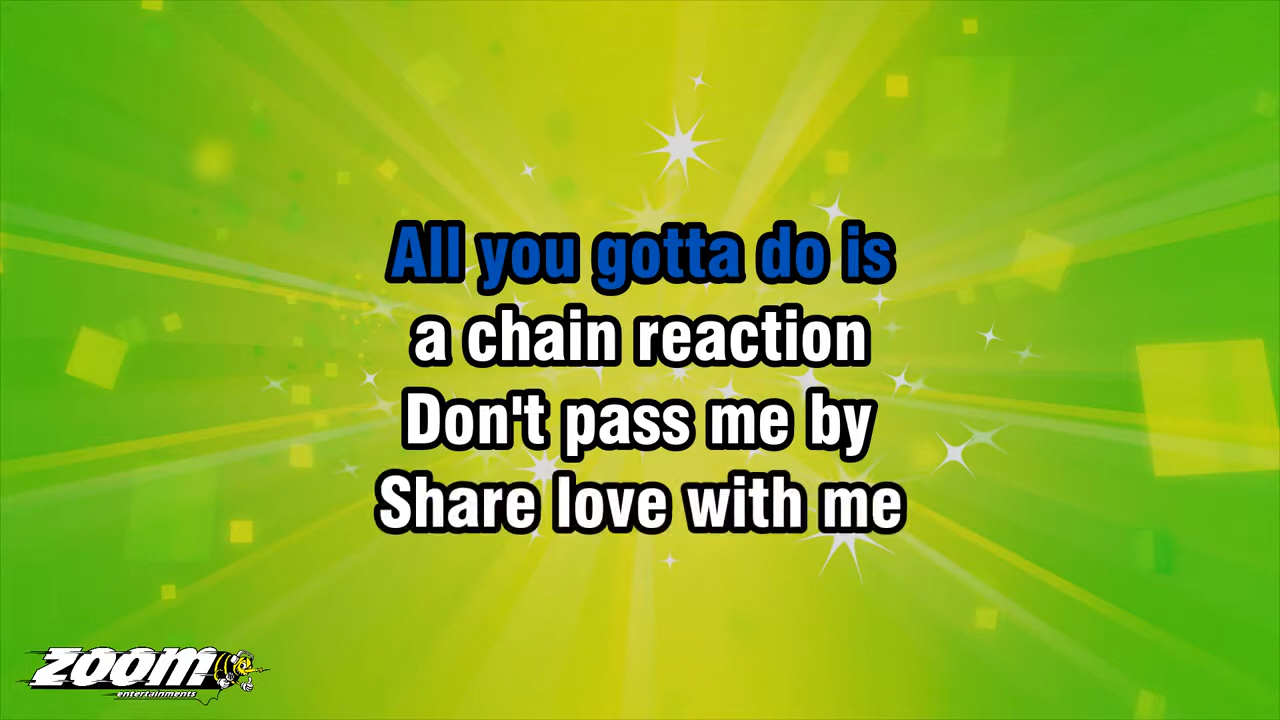 All you gotta do is
a chain reaction
Don't pass me by
Share love with me
ZOOM
entertainments